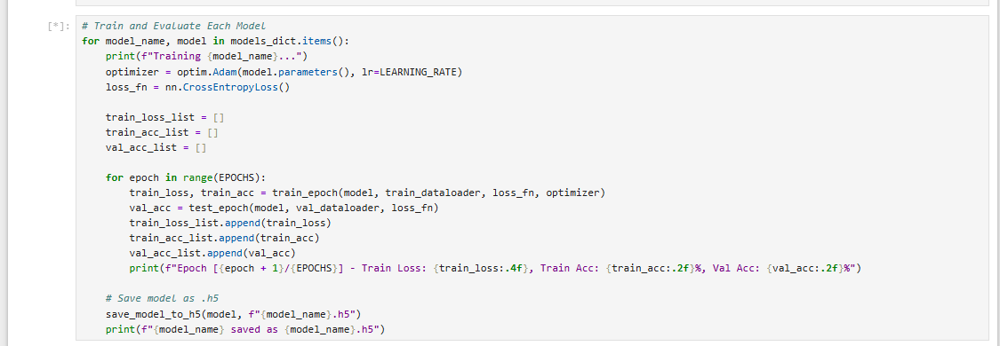 [*]: # Train and Evaluate Each Model
for model_name, model in models_dict.items():
    print(f"Training {model_name}...")
    optimizer = optim.Adam(model.parameters(), lr=LEARNING_RATE)
    loss_fn = nn.CrossEntropyLoss()

    train_loss_list = []
    train_acc_list = []
    val_acc_list = []

    for epoch in range(EPOCHS):
        train_loss, train_acc = train_epoch(model, train_dataloader, loss_fn, optimizer)
        val_acc = test_epoch(model, val_dataloader, loss_fn)
        train_loss_list.append(train_loss)
        train_acc_list.append(train_acc)
        val_acc_list.append(val_acc)
        print(f"Epoch [{epoch + 1}/{EPOCHS}] - Train Loss: {train_loss:.4f}, Train Acc: {train_acc:.2f}%, Val Acc: {val_acc:.2f}%")

    # Save model as .h5
    save_model_to_h5(model, f"{model_name}.h5")
    print(f"{model_name} saved as {model_name}.h5")